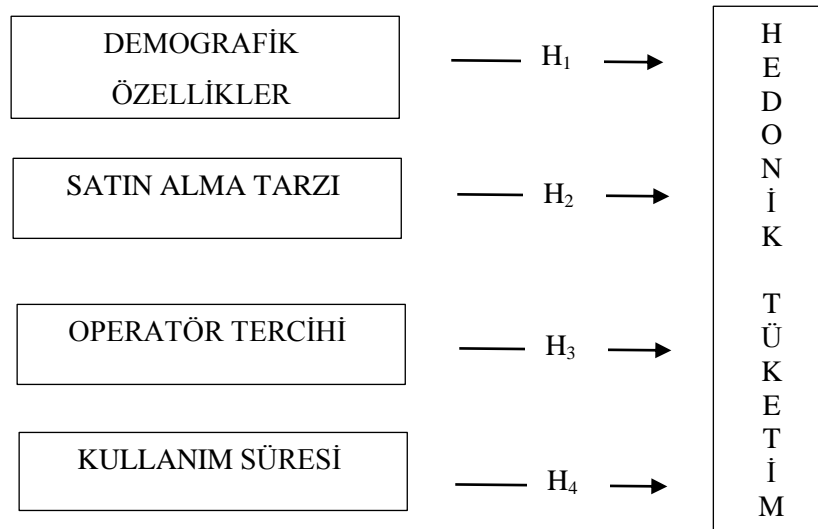 DEMOGRAFİK
ÖZELLİKLER
H₁
SATIN ALMA TARZI
H₂
OPERATÖR TERCİHİ
H₃
KULLANIM SÜRESİ
H₄
H
E
D
O
N
İ
K
T
Ü
K
E
T
İ
M